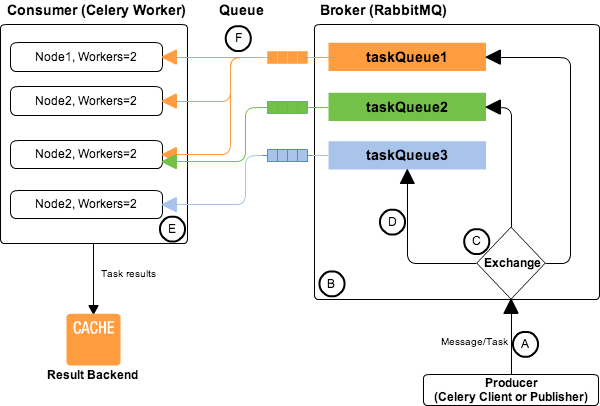 Consumer (Celery Worker)
Queue
Broker (RabbitMQ)
F
Node1, Workers=2
taskQueue1
Node2, Workers=2
taskQueue2
Node2, Workers=2
taskQueue3
Node2, Workers=2
D
E
C
Exchange
Task results
B
CACHE
Message/Task
A
Result Backend
Producer
(Celery Client or Publisher)